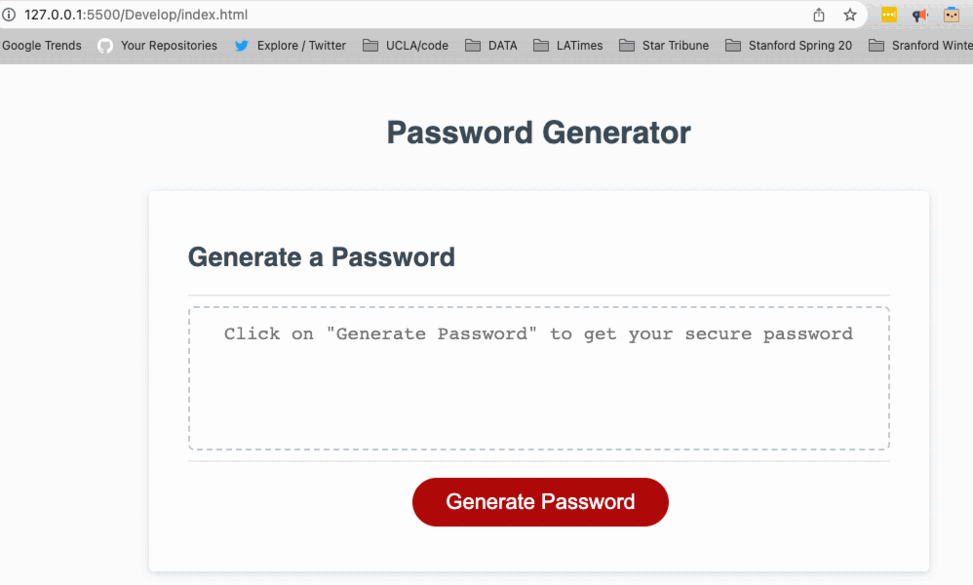 127.0.0.1:5500/Develop/index.html
Google Trends Your Repositories Explore / Twitter UCLA/code DATA LATimes Star Tribune Stanford Spring 20 Sranford Winte
Password Generator
Generate a Password
Click on "Generate Password" to get your secure password
Generate Password